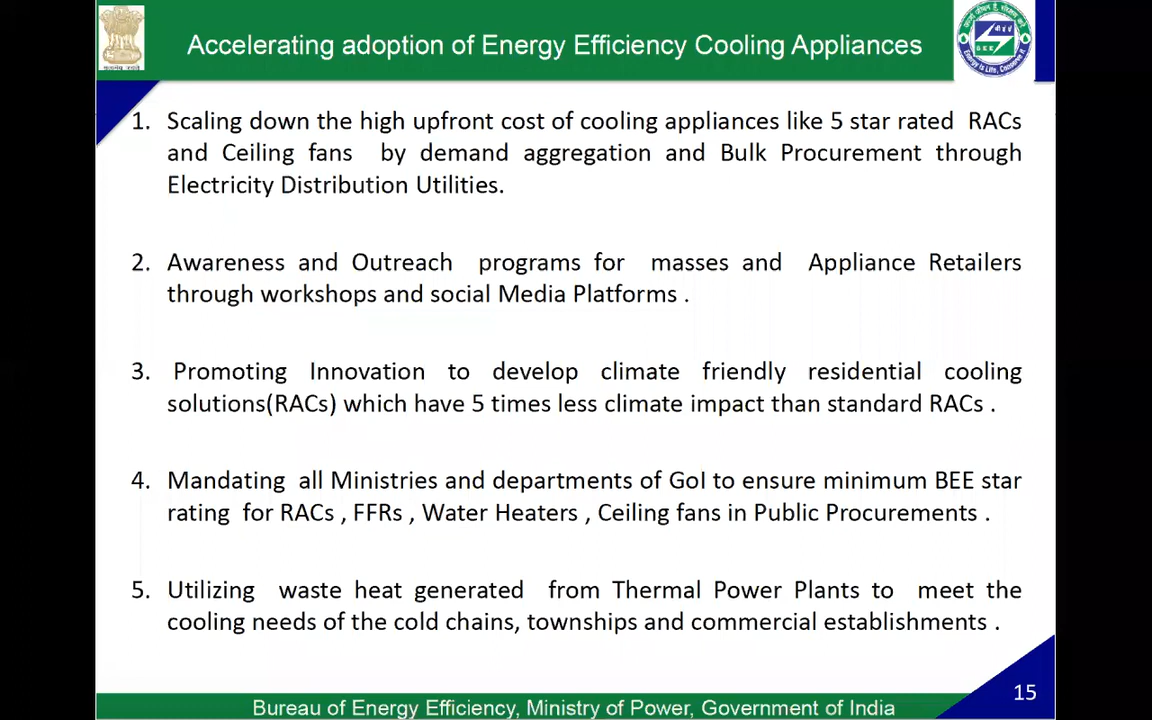 Accelerating adoption of Energy Efficiency Cooling Appliances
1. Scaling down the high upfront cost of cooling appliances like 5 star rated RACs
and Ceiling fans by demand aggregation and Bulk Procurement through
Electricity Distribution Utilities.
2. Awareness and Outreach programs for masses and Appliance Retailers
through workshops and social Media Platforms .
3. Promoting Innovation to develop climate friendly residential cooling
solutions(RACs) which have 5 times less climate impact than standard RACs .
4. Mandating all Ministries and departments of GoI to ensure minimum BEE star
rating for RACs , FFRs , Water Heaters , Ceiling fans in Public Procurements .
5. Utilizing waste heat generated from Thermal Power Plants to meet the
cooling needs of the cold chains, townships and commercial establishments .
15
Bureau of Energy Efficiency, Ministry of Power, Government of India
BEE
Energy is Life, Conserve it